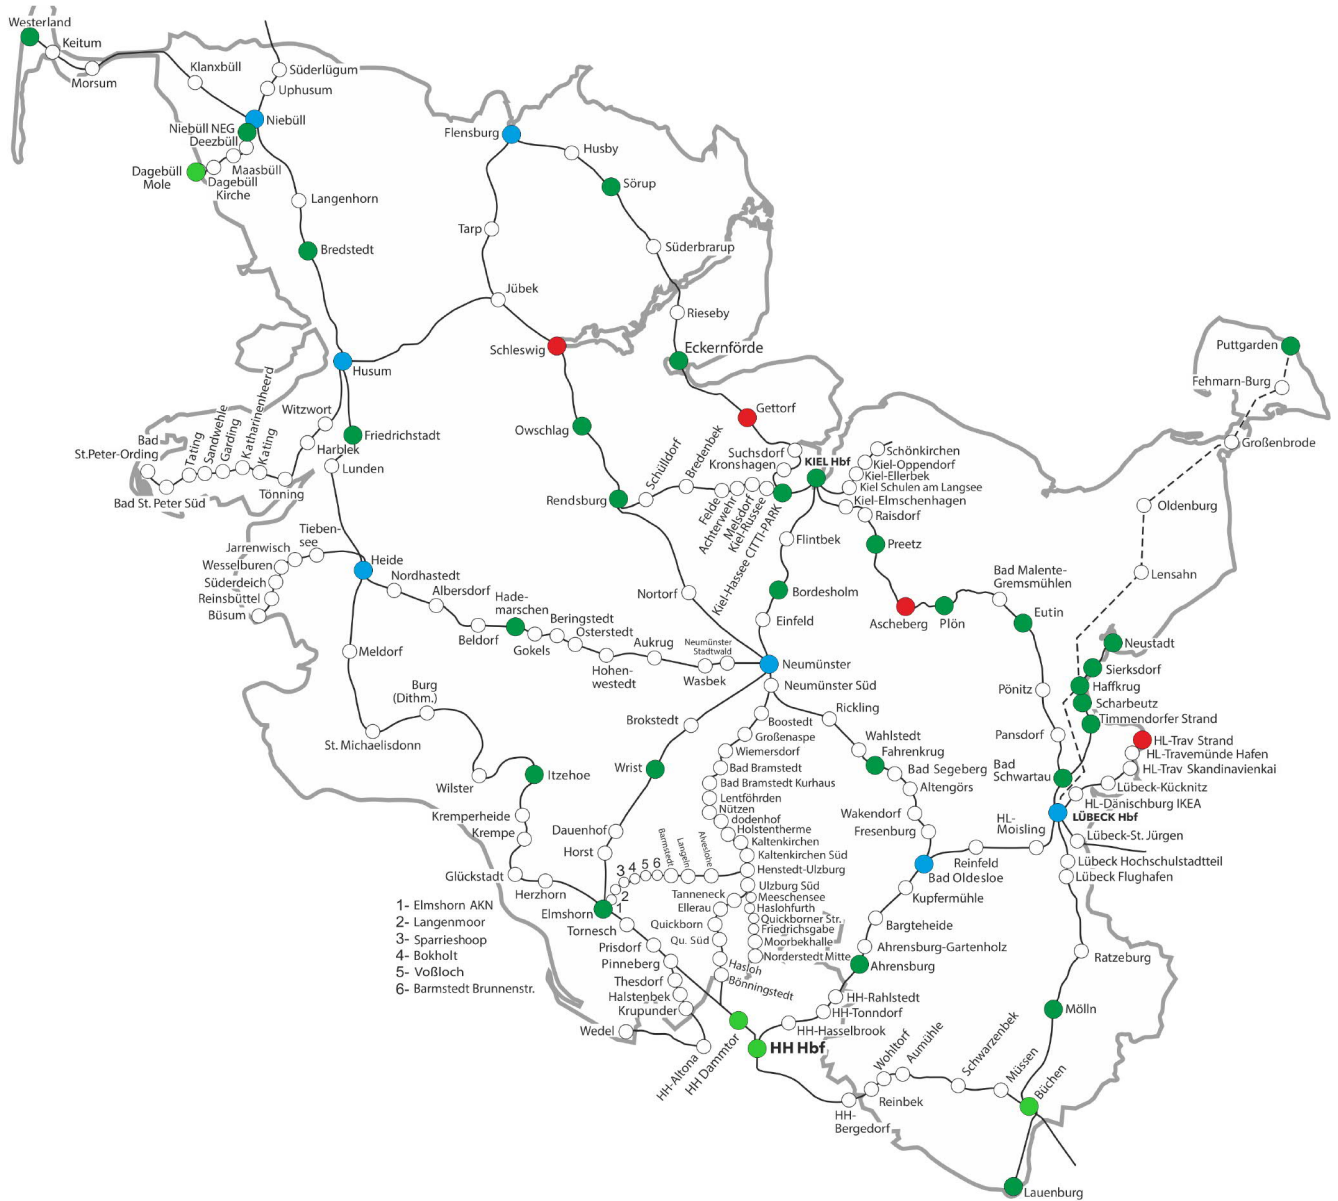 Westerland
Keitum
Morsum
Klanxbüll
Süderlügum
Uphusum
Niebüll
Niebüll NEG
Deezbüll
Maasbüll
Dagebüll
Kirche
Dagebüll
Mole
Langenhorn
Bredstedt
Flensburg
Husby
Sörup
Tarp
Süderbrarup
Jübek
Rieseby
Schleswig
Eckernförde
Husum
Gettorf
Owschlag
Witzwort
Harblek
Friedrichstadt
Lunden
Bad
St.Peter-Ording
Bad St. Peter Süd
Tating
Sandwehle
Garding
Katharinenheerd
Kating
Tönning
Rendsburg
Schülldorf
Bredenbek
Felde
Achterwehr
Melsdorf
Kiel-Russee
Kiel-Hassee CITTI-PARK
Suchsdorf
Kronshagen
KIEL Hbf
Schönkirchen
Kiel-Oppendorf
Kiel-Ellerbek
Kiel Schulen am Langsee
Kiel-Elmschenhagen
Raisdorf
Preetz
Ascheberg
Plön
Bad Malente-
Gremsmühlen
Eutin
Pönitz
Pansdorf
Bad
Schwartau
Puttgarden
Fehmarn-Burg
Großenbrode
Oldenburg
Lensahn
Neustadt
Sierksdorf
Haffkrug
Scharbeutz
Timmendorfer Strand
HL-Trav Strand
HL-Travemünde Hafen
HL-Trav Skandinavienkai
Lübeck-Kücknitz
HL-Dänischburg IKEA
LÜBECK Hbf
Lübeck-St. Jürgen
Lübeck Hochschulstadtteil
Lübeck Flughafen
Ratzeburg
Mölln
Büchen
Lauenburg
Tieben-
see
Jarrenwisch
Wesselburen
Süderdeich
Reinsbüttel
Büsum
Heide
Nordhastedt
Albersdorf
Beldorf
Hade-
marschen
Gokels
Beringstedt
Osterstedt
Hohen-
westedt
Aukrug
Wasbek
Neumünster
Stadtwald
Neumünster
Nortorf
Flintbek
Bordesholm
Einfeld
Neumünster Süd
Meldorf
St. Michaelisdonn
Burg
(Dithm.)
Wilster
Itzehoe
Kremperheide
Krempe
Glückstadt
Herzhorn
Elmshorn
Brokstedt
Wrist
Dauenhof
Horst
1 2 3 4 5 6
Barmstedt
Langeln
Alveslohe
Boostedt
Großenaspe
Wiemersdorf
Bad Bramstedt
Bad Bramstedt Kurhaus
Lentföhrden
Nützen
dodenhof
Holstentherme
Kaltenkirchen
Kaltenkirchen Süd
Henstedt-Ulzburg
Ulzburg Süd
Meeschensee
Haslohfurth
Quickborner Str.
Friedrichsgabe
Moorbekhalle
Norderstedt Mitte
Tanneneck
Ellerau
Quickborn
Qu. Süd
Hasloh
Bönningstedt
Rickling
Wahlstedt
Fahrenkrug
Bad Segeberg
Altengörs
Wakendorf
Fresenburg
Bad Oldesloe
Reinfeld
HL-
Moisling
Kupfermühle
Bargteheide
Ahrensburg-Gartenholz
Ahrensburg
HH-Rahlstedt
HH-Tonndorf
HH-Hasselbrook
1- Elmshorn AKN
2- Langenmoor
3- Sparrieshoop
4- Bokholt
5- Voßloch
6- Barmstedt Brunnenstr.
Tornesch
Prisdorf
Pinneberg
Thesdorf
Halstenbek
Krupunder
Wedel
HH-Altona
HH Dammtor
HH Hbf
HH-
Bergedorf
Reinbek
Wohltorf
Aumühle
Schwarzenbek
Müssen